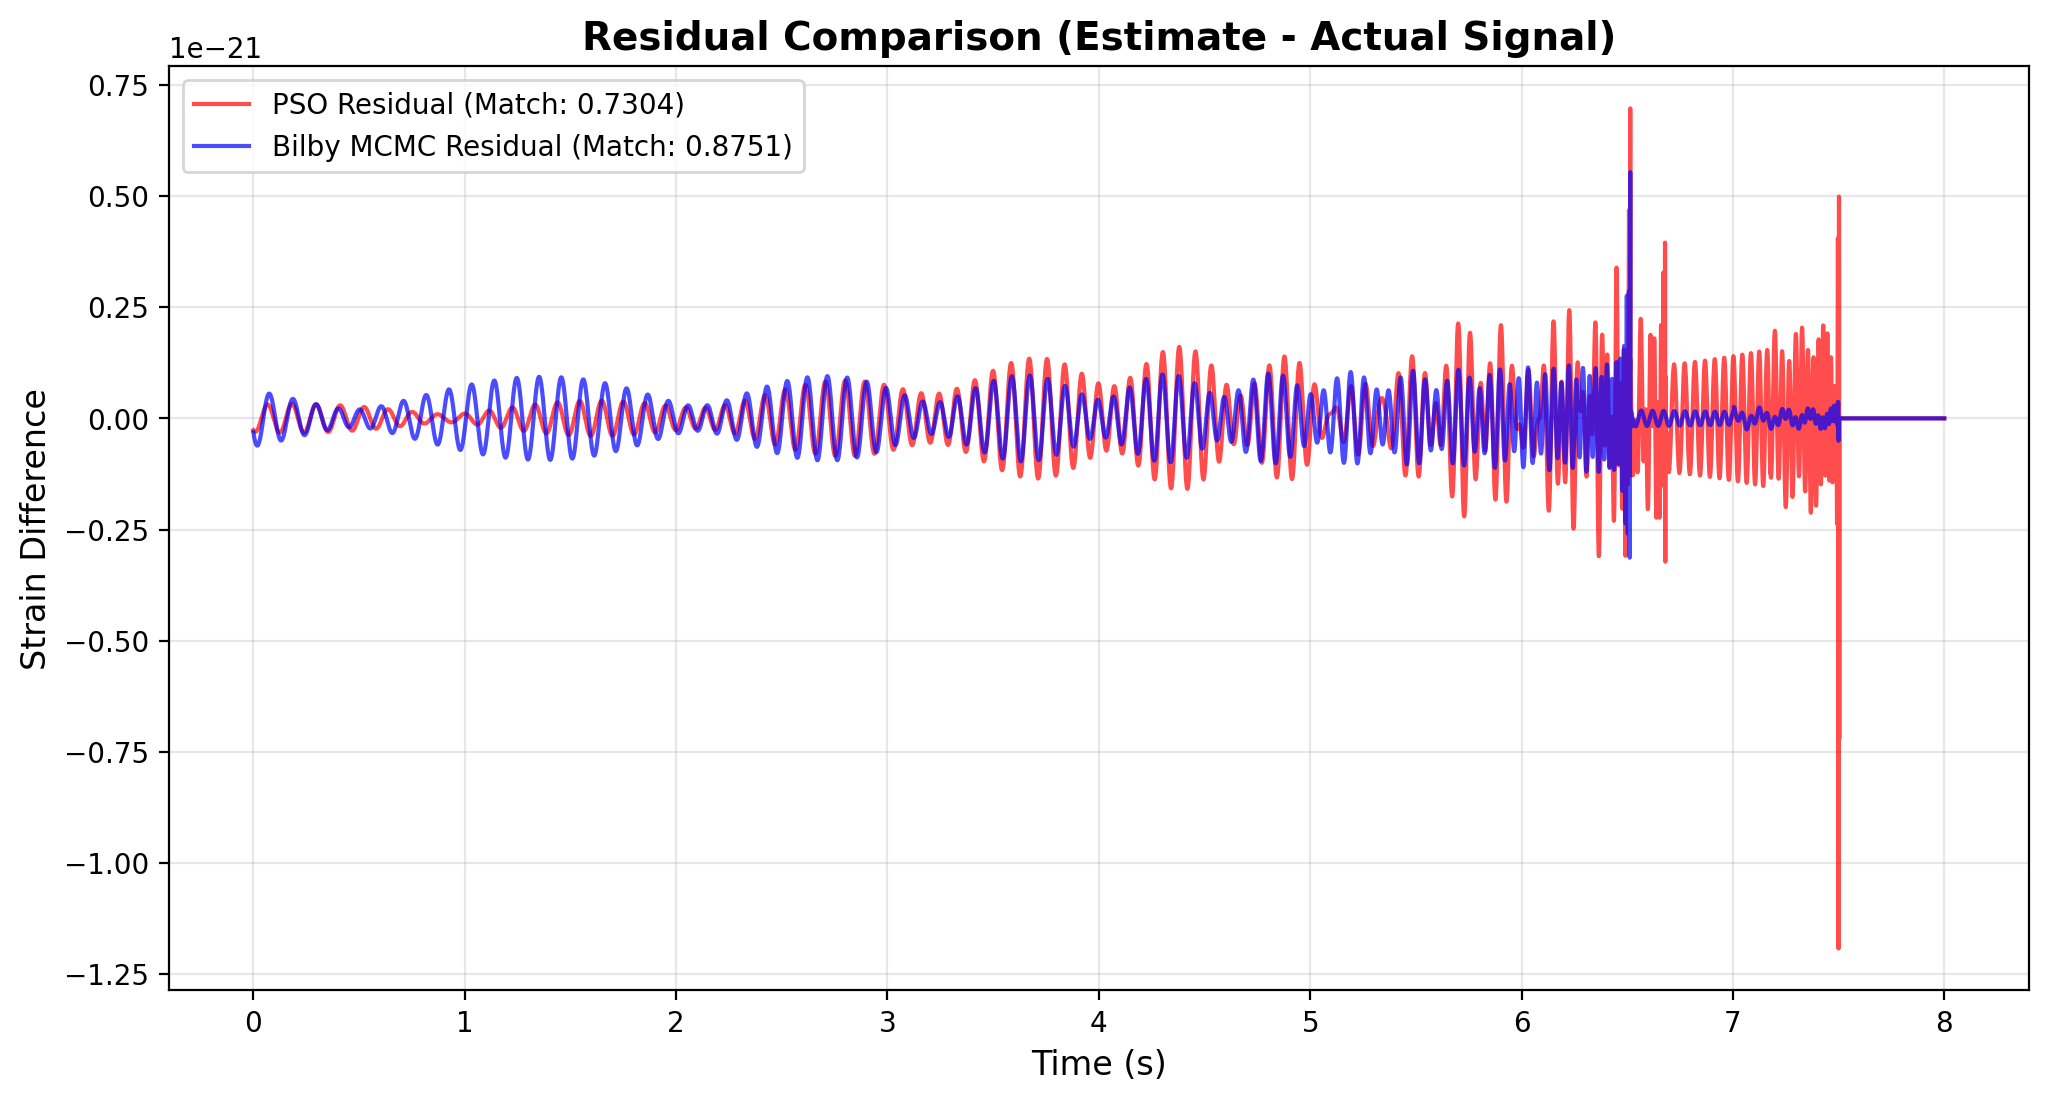 Residual Comparison (Estimate - Actual Signal)
1e−21
PSO Residual (Match: 0.7304)
Bilby MCMC Residual (Match: 0.8751)
0.75
0.50
0.25
0.00
−0.25
−0.50
−0.75
−1.00
−1.25
Strain Difference
0 1 2 3 4 5 6 7 8
Time (s)